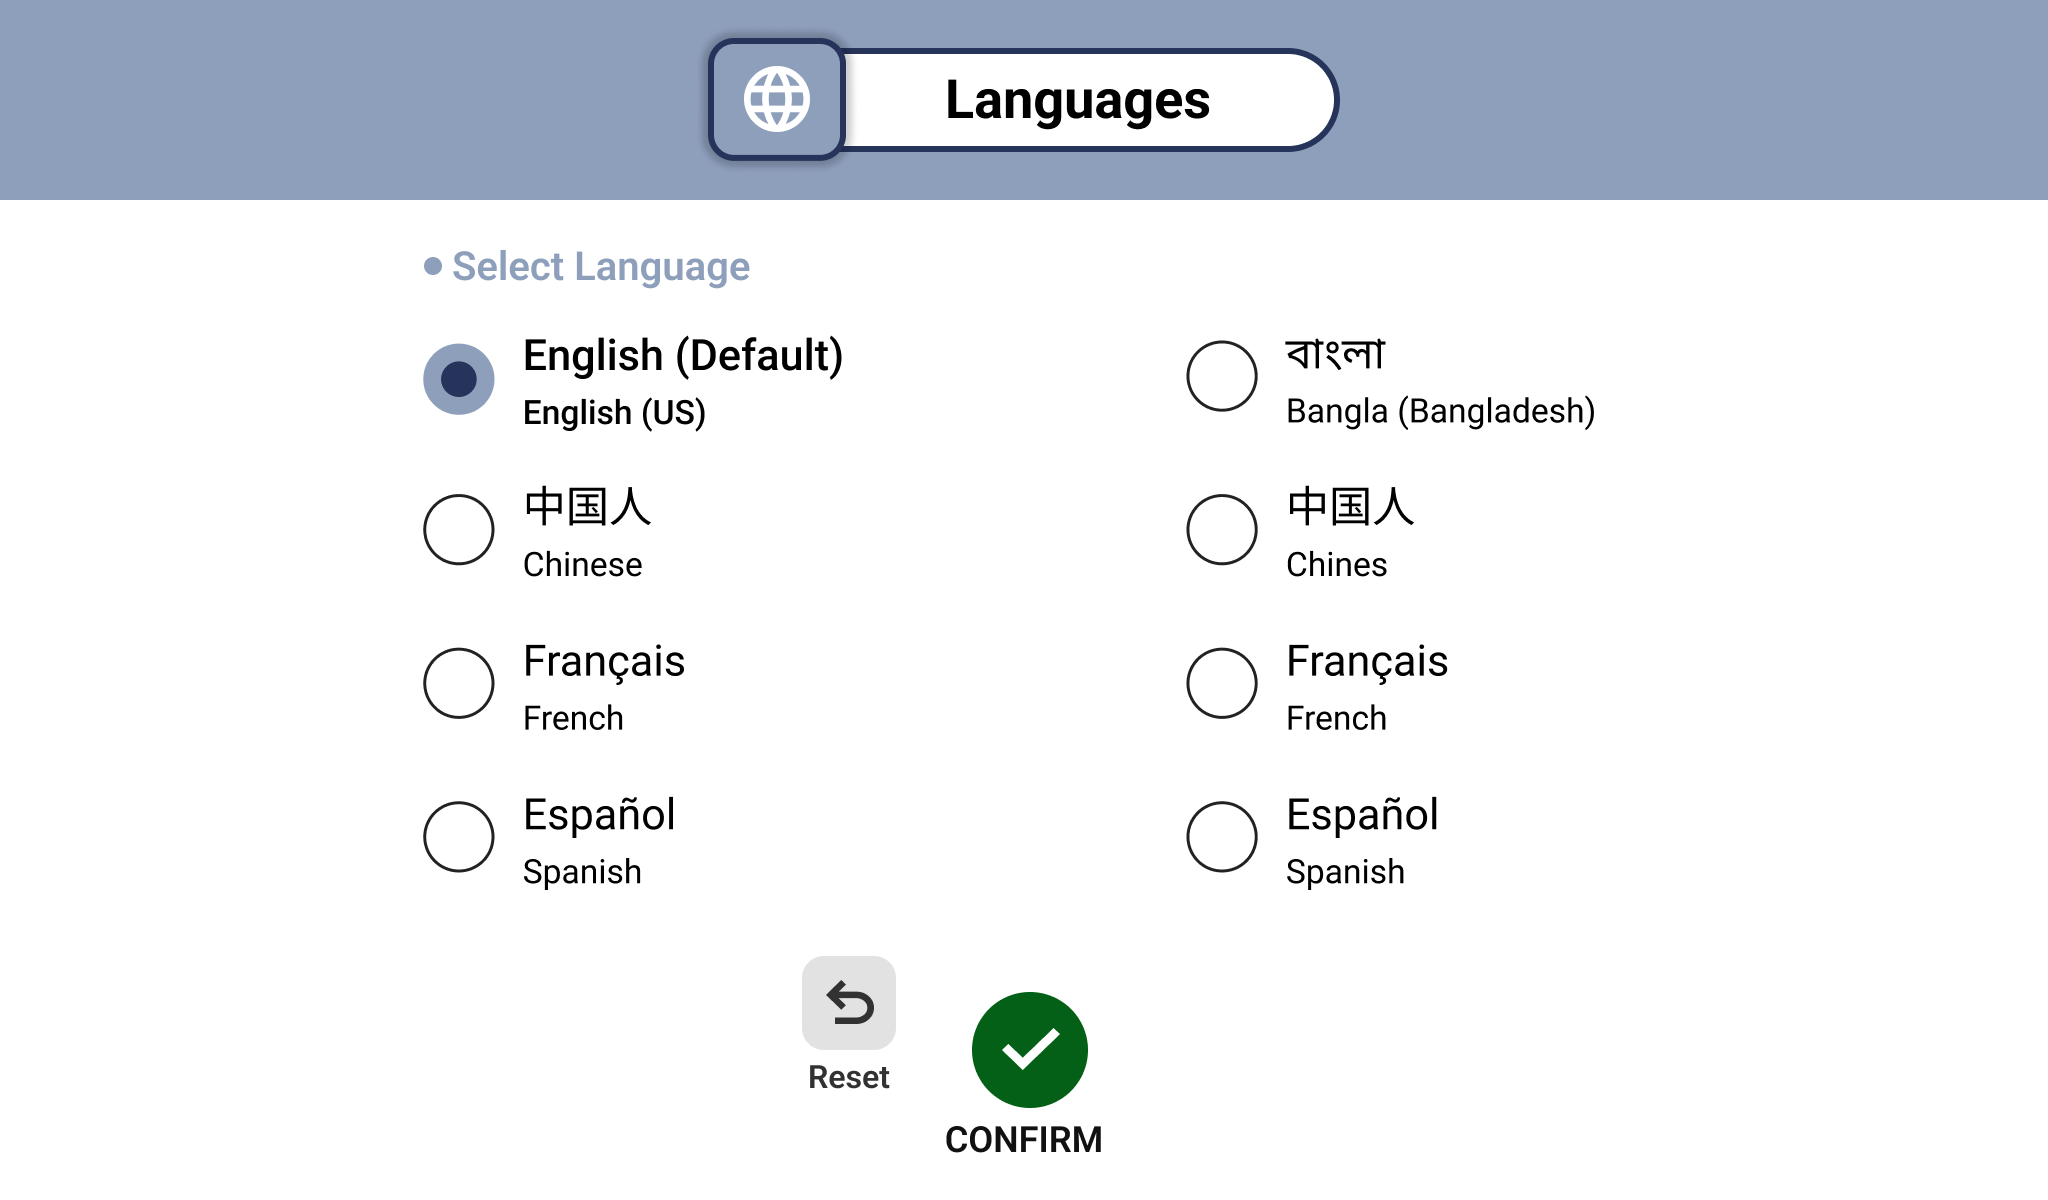 Languages
Select Language
English (Default)
English (US)
বাংলা
Bangla (Bangladesh)
中国人
Chinese
中国人
Chines
Français
French
Français
French
Español
Spanish
Español
Spanish
Reset
CONFIRM